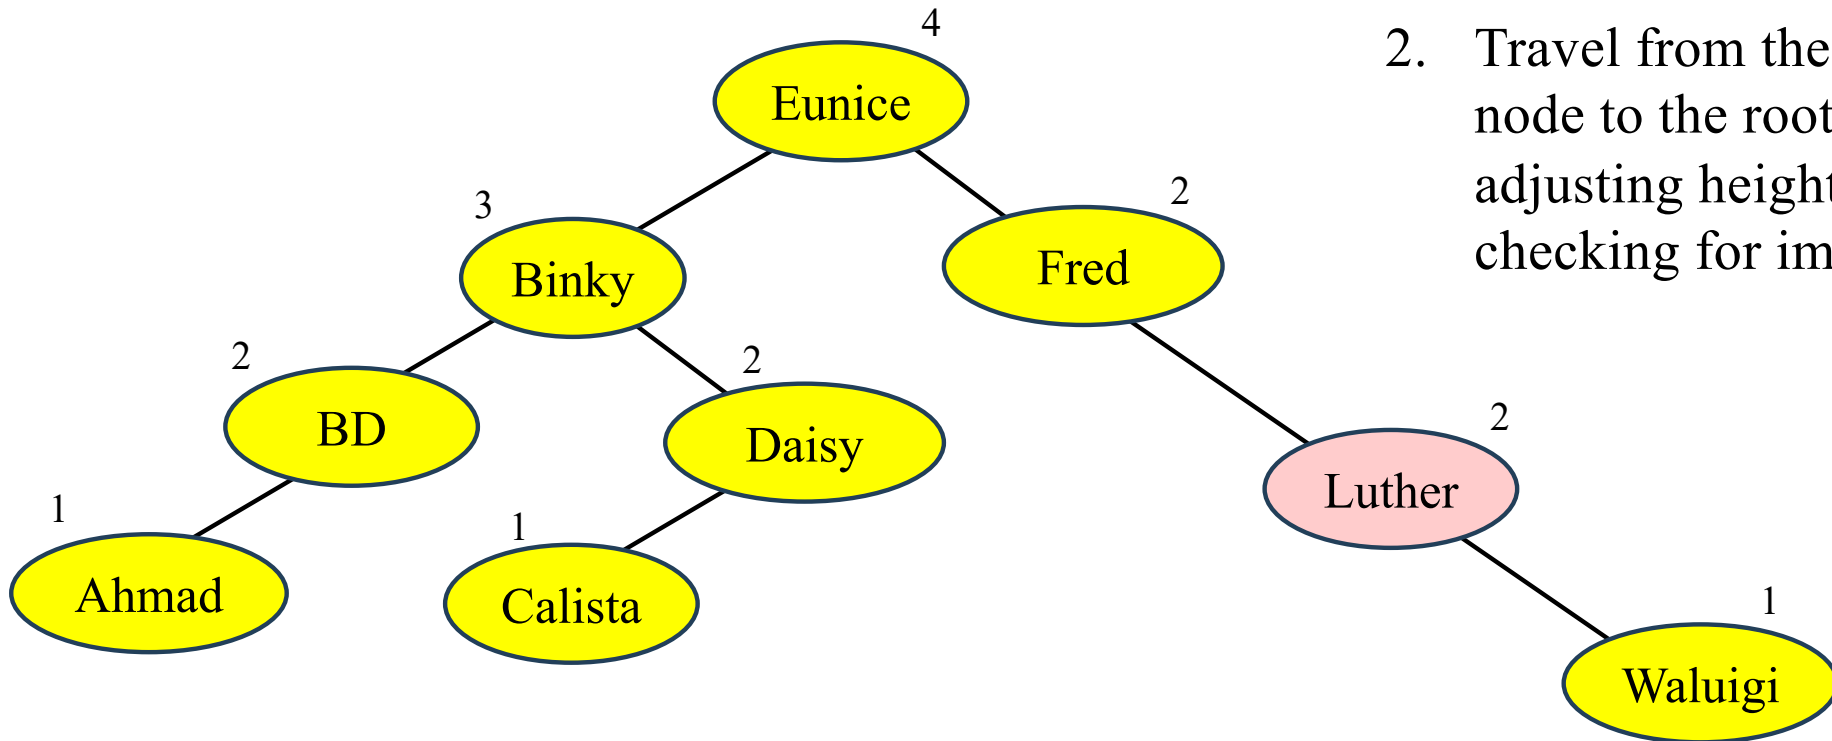 4
Eunice
2. Travel from the
node to the root
adjusting height
checking for im
3
Binky
2
Fred
2
BD
2
Daisy
2
Luther
1
Ahmad
1
Calista
1
Waluigi